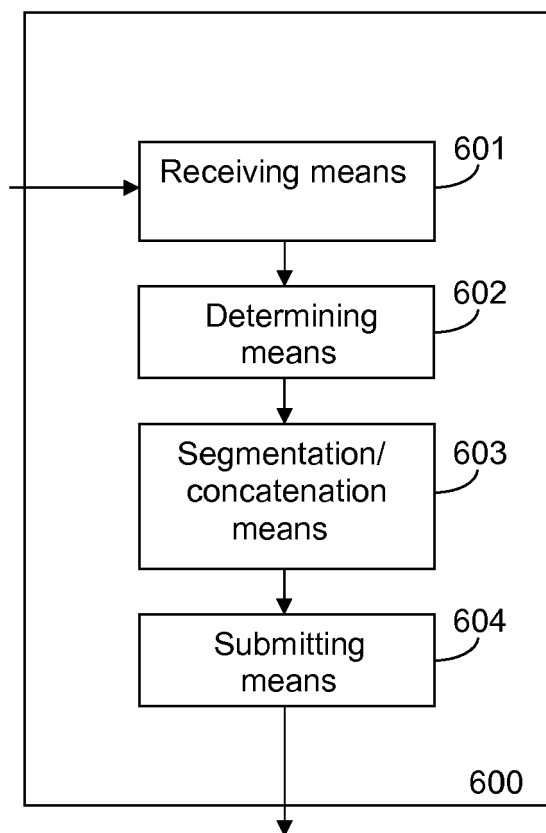 601
Receiving means
602
Determining
means
603
Segmentation/
concatenation
means
604
Submitting
means
600